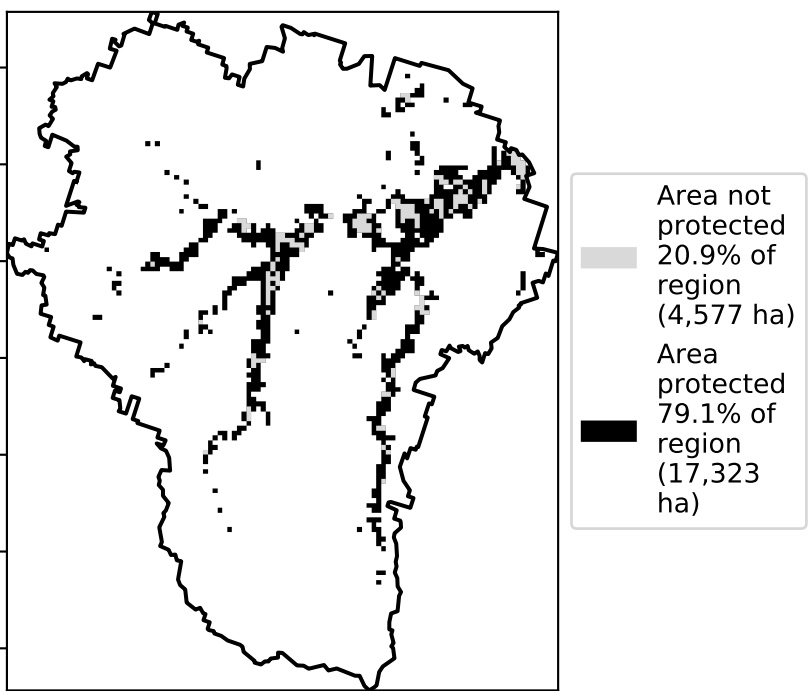 Area not
protected
20.9% of
region
(4,577 ha)
Area
protected
79.1% of
region
(17,323
ha)